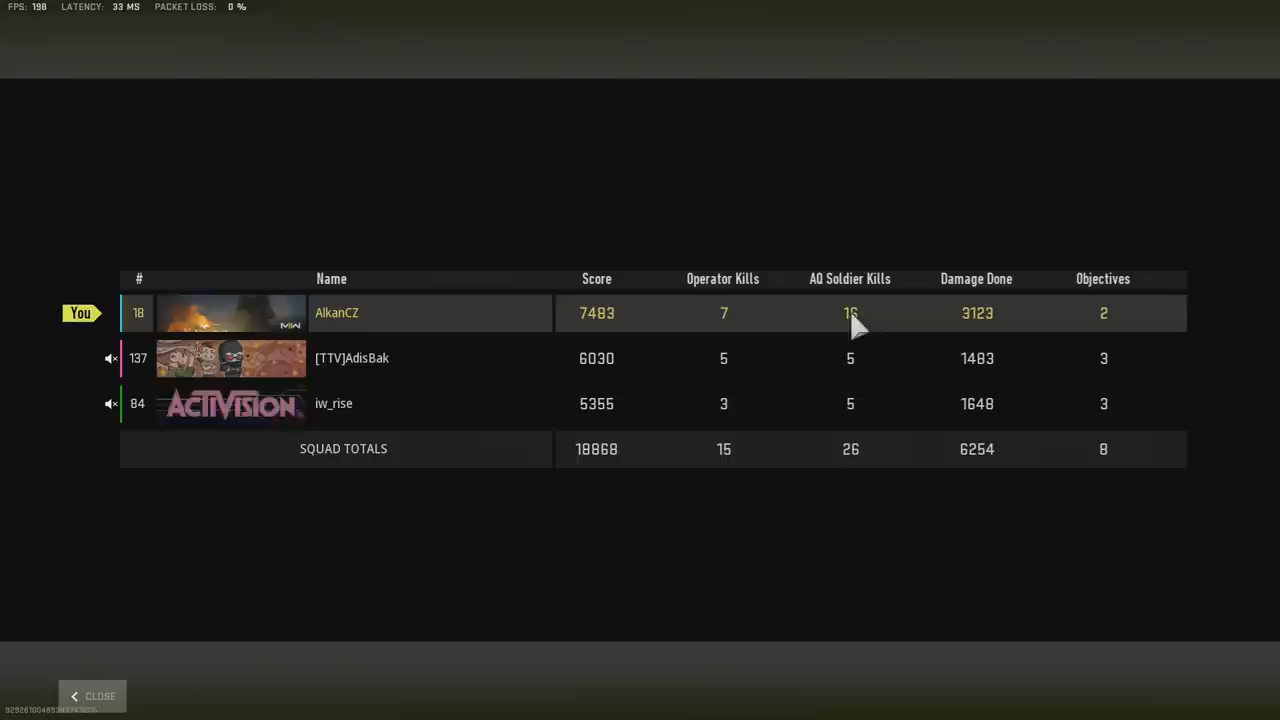 FPS: 198 LATENCY: 33 MS PACKET LOSS: 0 %
# Name Score Operator Kills AQ Soldier Kills Damage Done Objectives
You 18 MWII AlkanCZ 7483 7 16 3123 2
137 [TTV]AdisBak 6030 5 5 1483 3
84 ACTIVISION iw_rise 5355 3 5 1648 3
SQUAD TOTALS 18868 15 26 6254 8
CLOSE